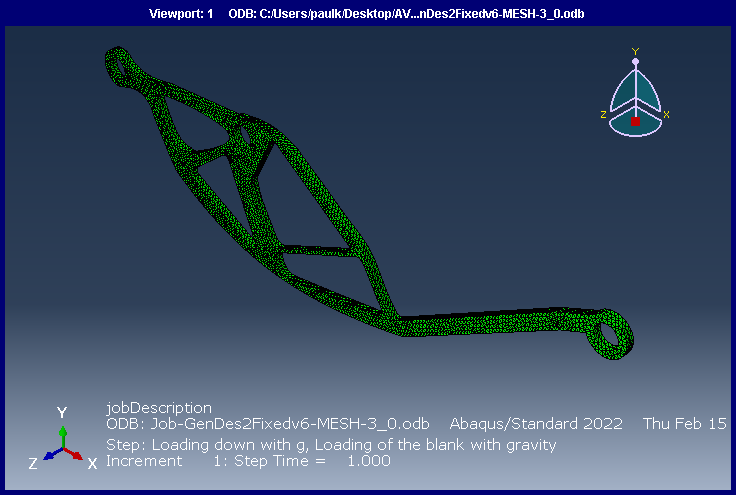 Viewport: 1 ODB: C:/Users/paulk/Desktop/AV...nDes2Fixedv6-MESH-3_0.odb
Y
Z
X
jobDescription
ODB: Job-GenDes2Fixedv6-MESH-3_0.odb Abaqus/Standard 2022 Thu Feb 15
Step: Loading down with g, Loading of the blank with gravity
Increment 1: Step Time = 1.000
Y
Z
X